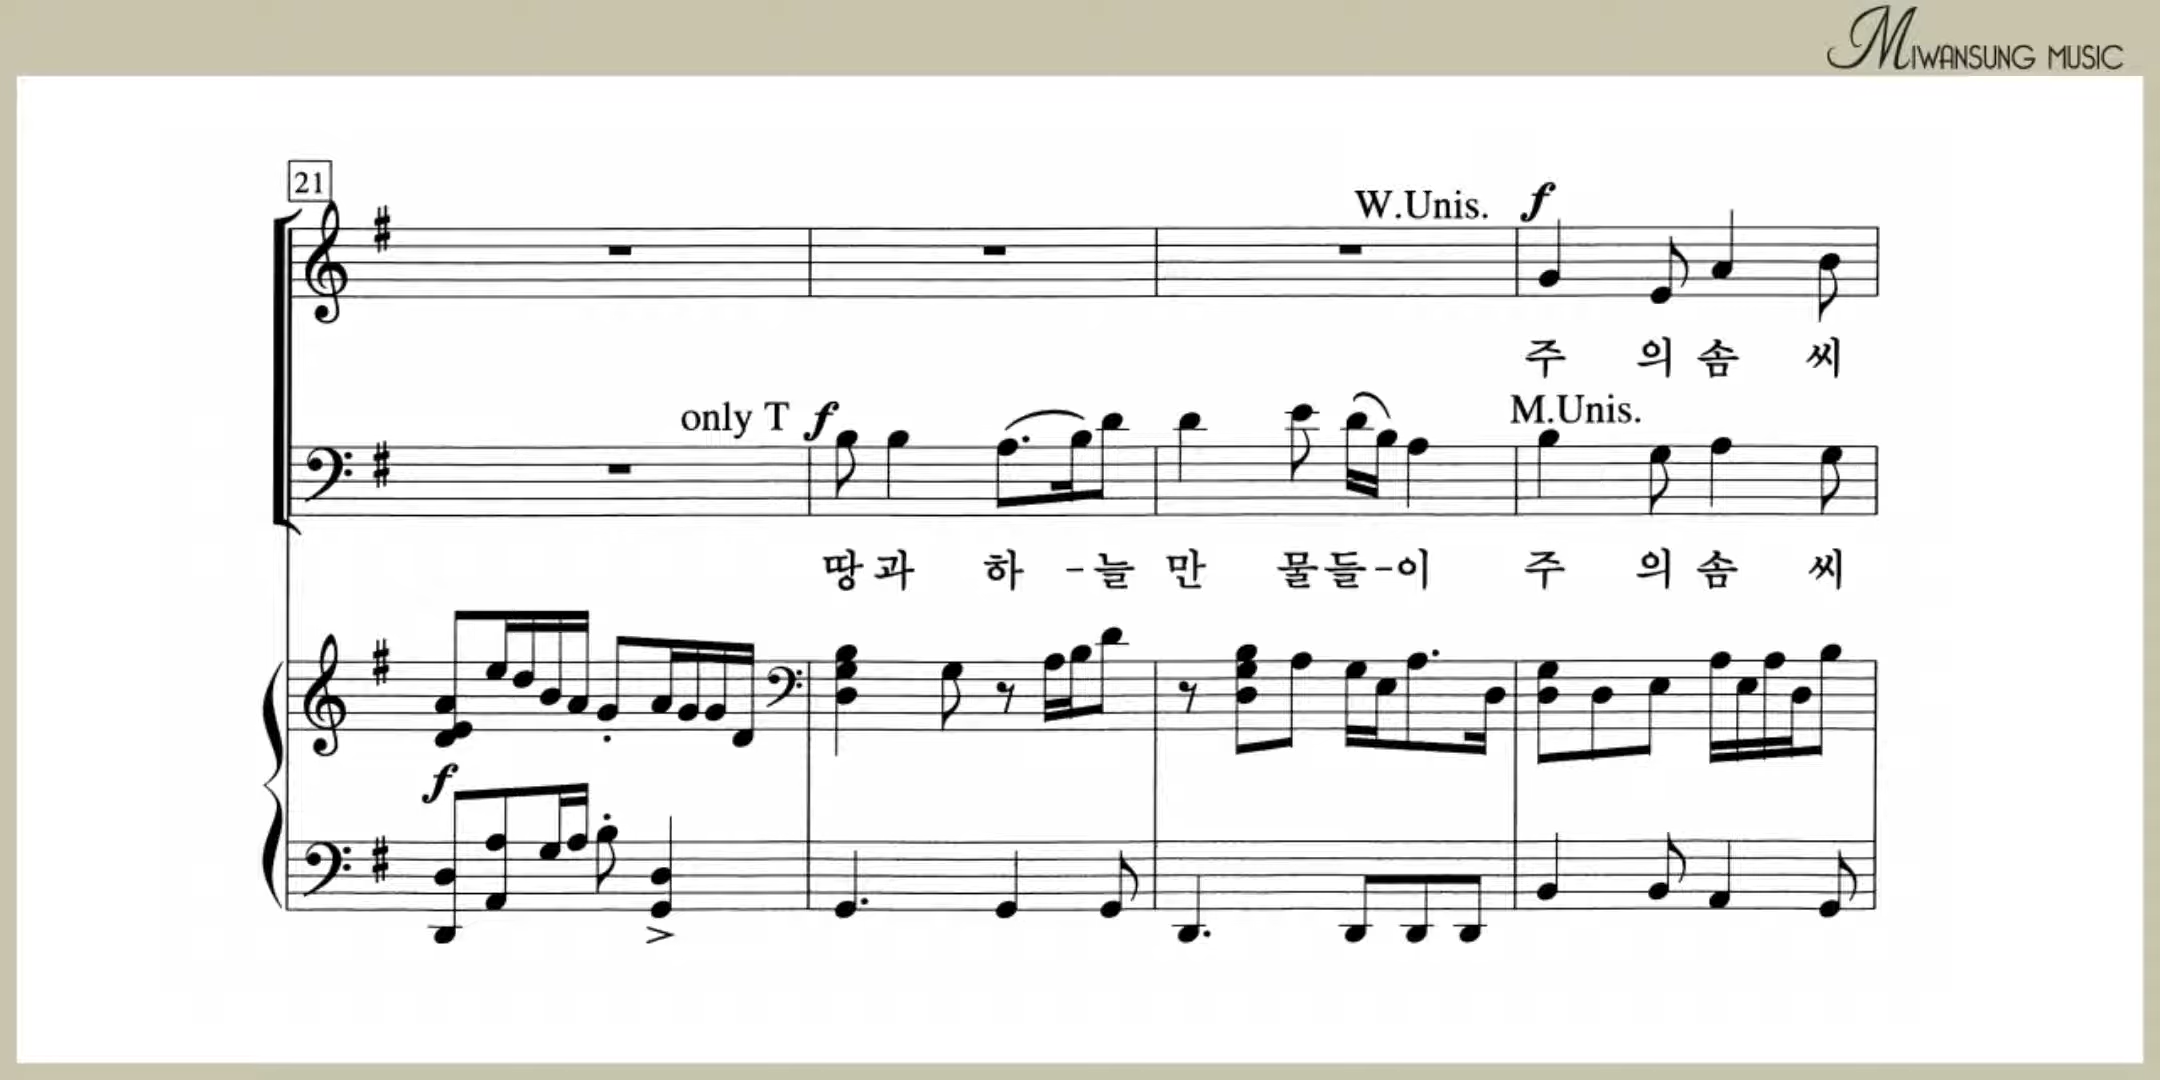 MIWANSUNG MUSIC
21
W.Unis. f
주 의 솜 씨
only T f M.Unis.
땅 과 하 - 늘 만 물 들 - 이 주 의 솜 씨
f